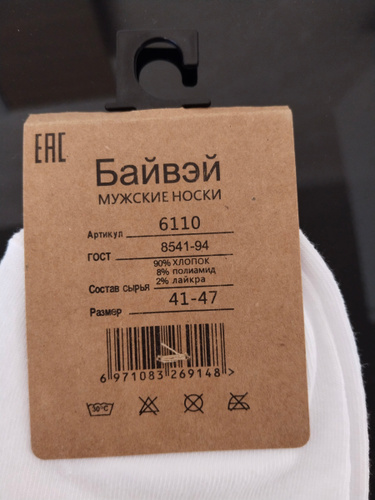 EAC
Байвэй
МУЖСКИЕ НОСКИ
Артикул 6110
ГОСТ 8541-94
90% ХЛОПОК
8% полиамид
Состав сырья 2% лайкра
Размер 41-47
6 971083 269148 >
30°C